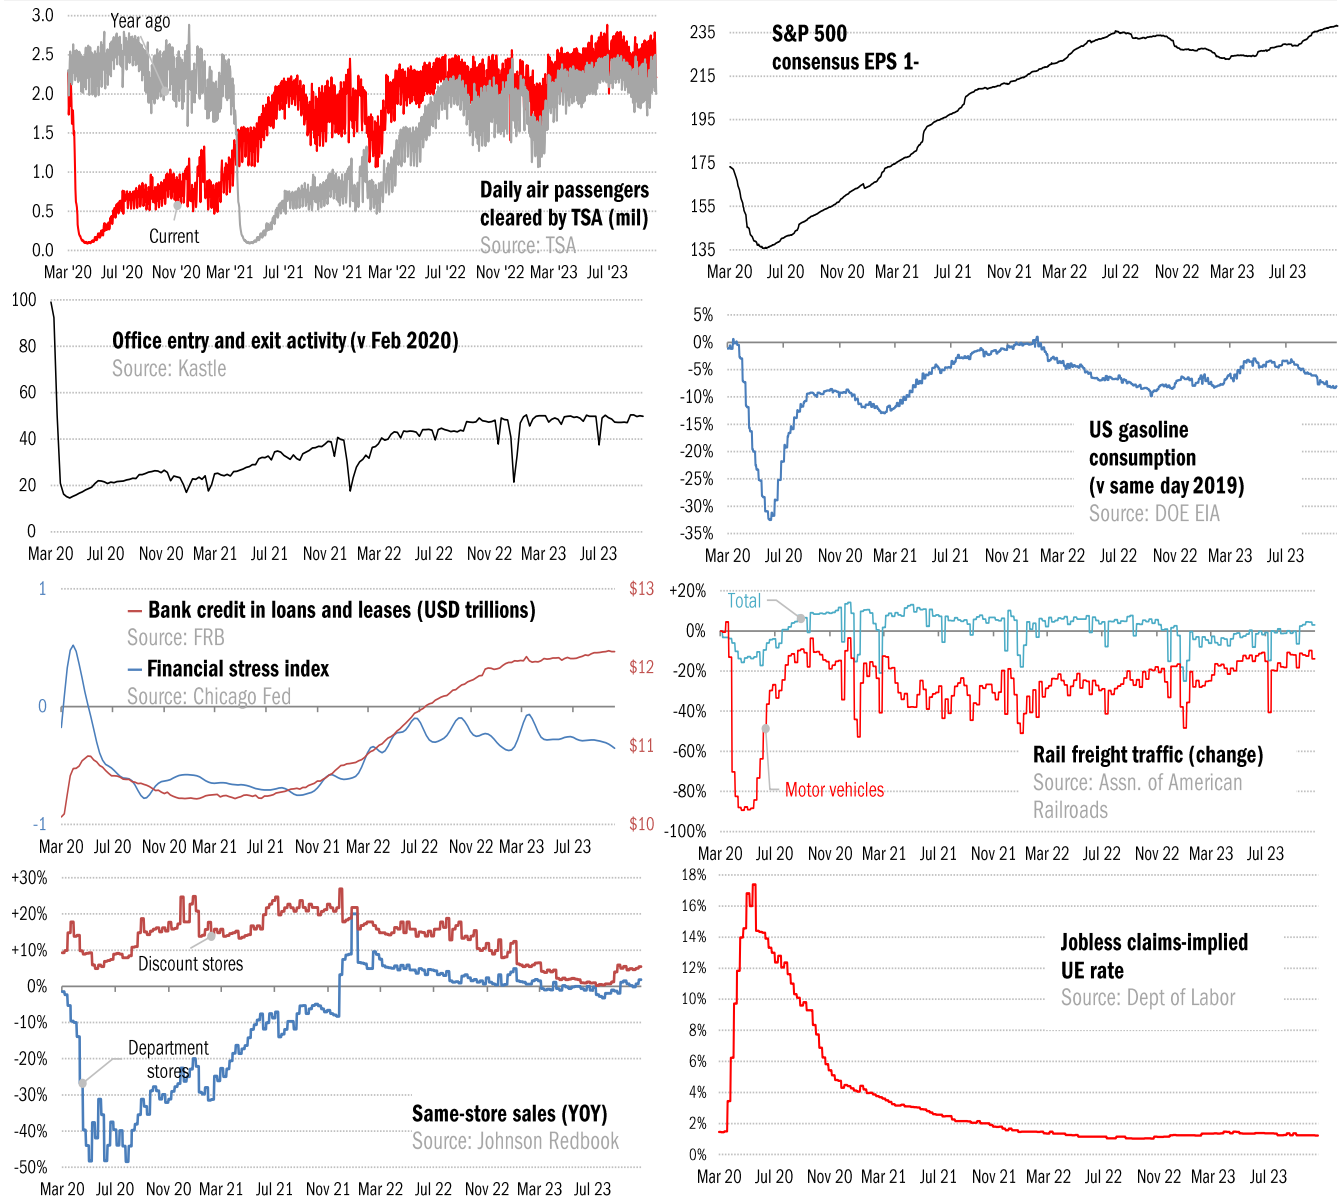 3.0
2.5
2.0
1.5
1.0
0.5
0.0
Year ago
Current
Daily air passengers
cleared by TSA (mil)
Source: TSA
Mar '20 Jul '20 Nov '20 Mar '21 Jul '21 Nov '21 Mar '22 Jul '22 Nov '22 Mar '23 Jul '23
235
215
195
175
155
135
S&P 500
consensus EPS 1-
Mar 20 Jul 20 Nov 20 Mar 21 Jul 21 Nov 21 Mar 22 Jul 22 Nov 22 Mar 23 Jul 23
100
80
60
40
20
0
Office entry and exit activity (v Feb 2020)
Source: Kastle
Mar 20 Jul 20 Nov 20 Mar 21 Jul 21 Nov 21 Mar 22 Jul 22 Nov 22 Mar 23 Jul 23
5%
0%
-5%
-10%
-15%
-20%
-25%
-30%
-35%
US gasoline
consumption
(v same day 2019)
Source: DOE EIA
Mar 20 Jul 20 Nov 20 Mar 21 Jul 21 Nov 21 Mar 22 Jul 22 Nov 22 Mar 23 Jul 23
1
0
-1
$13
$12
$11
$10
Bank credit in loans and leases (USD trillions)
Source: FRB
Financial stress index
Source: Chicago Fed
Mar 20 Jul 20 Nov 20 Mar 21 Jul 21 Nov 21 Mar 22 Jul 22 Nov 22 Mar 23 Jul 23
+20%
0%
-20%
-40%
-60%
-80%
-100%
Total
Motor vehicles
Rail freight traffic (change)
Source: Assn. of American
Railroads
Mar 20 Jul 20 Nov 20 Mar 21 Jul 21 Nov 21 Mar 22 Jul 22 Nov 22 Mar 23 Jul 23
+30%
+20%
+10%
0%
-10%
-20%
-30%
-40%
-50%
Discount stores
Department
stores
Same-store sales (YOY)
Source: Johnson Redbook
Mar 20 Jul 20 Nov 20 Mar 21 Jul 21 Nov 21 Mar 22 Jul 22 Nov 22 Mar 23 Jul 23
18%
16%
14%
12%
10%
8%
6%
4%
2%
0%
Jobless claims-implied
UE rate
Source: Dept of Labor
Mar 20 Jul 20 Nov 20 Mar 21 Jul 21 Nov 21 Mar 22 Jul 22 Nov 22 Mar 23 Jul 23